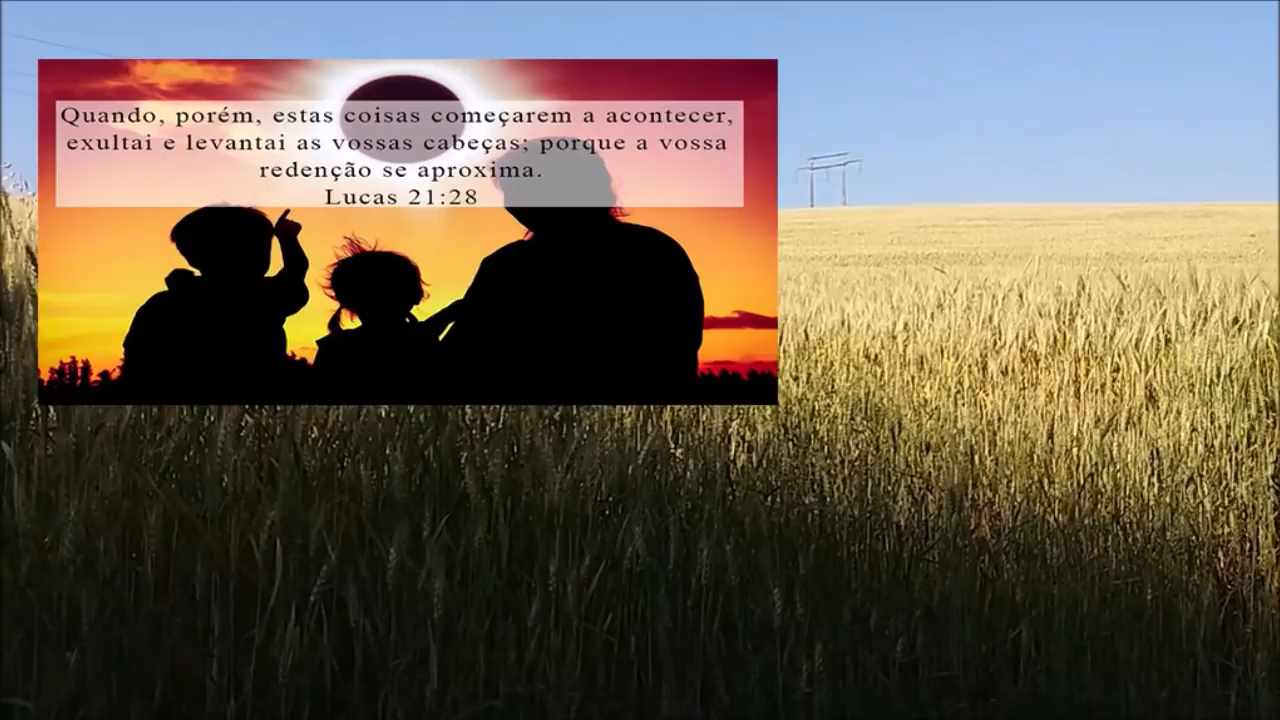 Quando, porém, estas coisas começarem a acontecer,
exultai e levantai as vossas cabeças; porque a vossa
redenção se aproxima.
Lucas 21:28